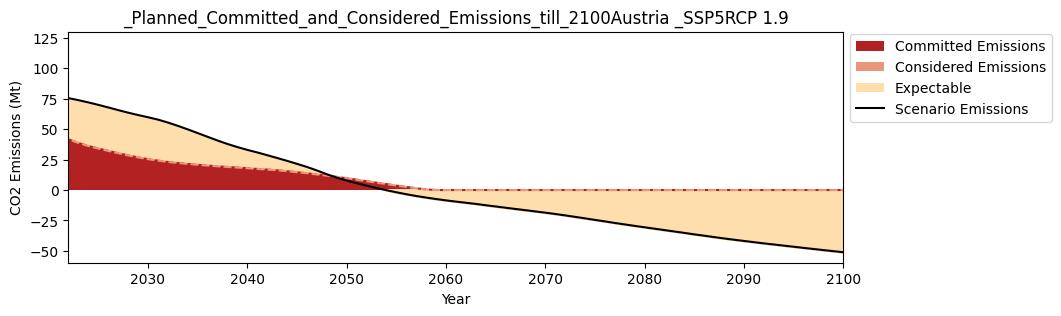 _Planned_Committed_and_Considered_Emissions_till_2100Austria _SSP5RCP 1.9
CO2 Emissions (Mt)
125
100
75
50
25
0
−25
−50
2030 2040 2050 2060 2070 2080 2090 2100
Year
Committed Emissions
Considered Emissions
Expectable
Scenario Emissions